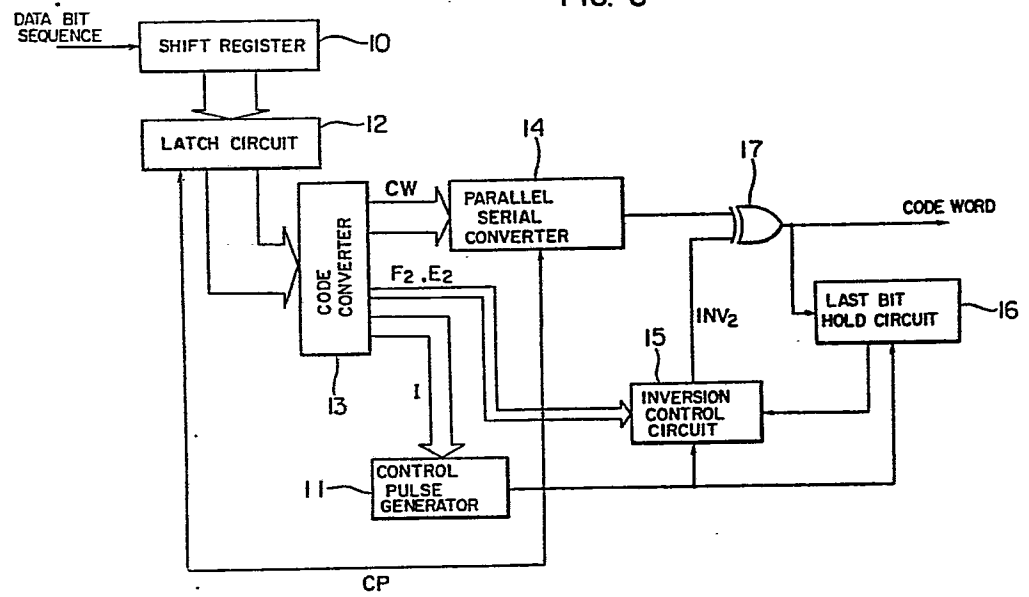 DATA BIT
SEQUENCE
SHIFT REGISTER
10
LATCH CIRCUIT
12
CODE
CONVERTER
13
CW
PARALLEL
SERIAL
CONVERTER
14
17
CODE WORD
F2 . E2
INV2
LAST BIT
HOLD CIRCUIT
16
15
INVERSION
CONTROL
CIRCUIT
I
11
CONTROL
PULSE
GENERATOR
CP